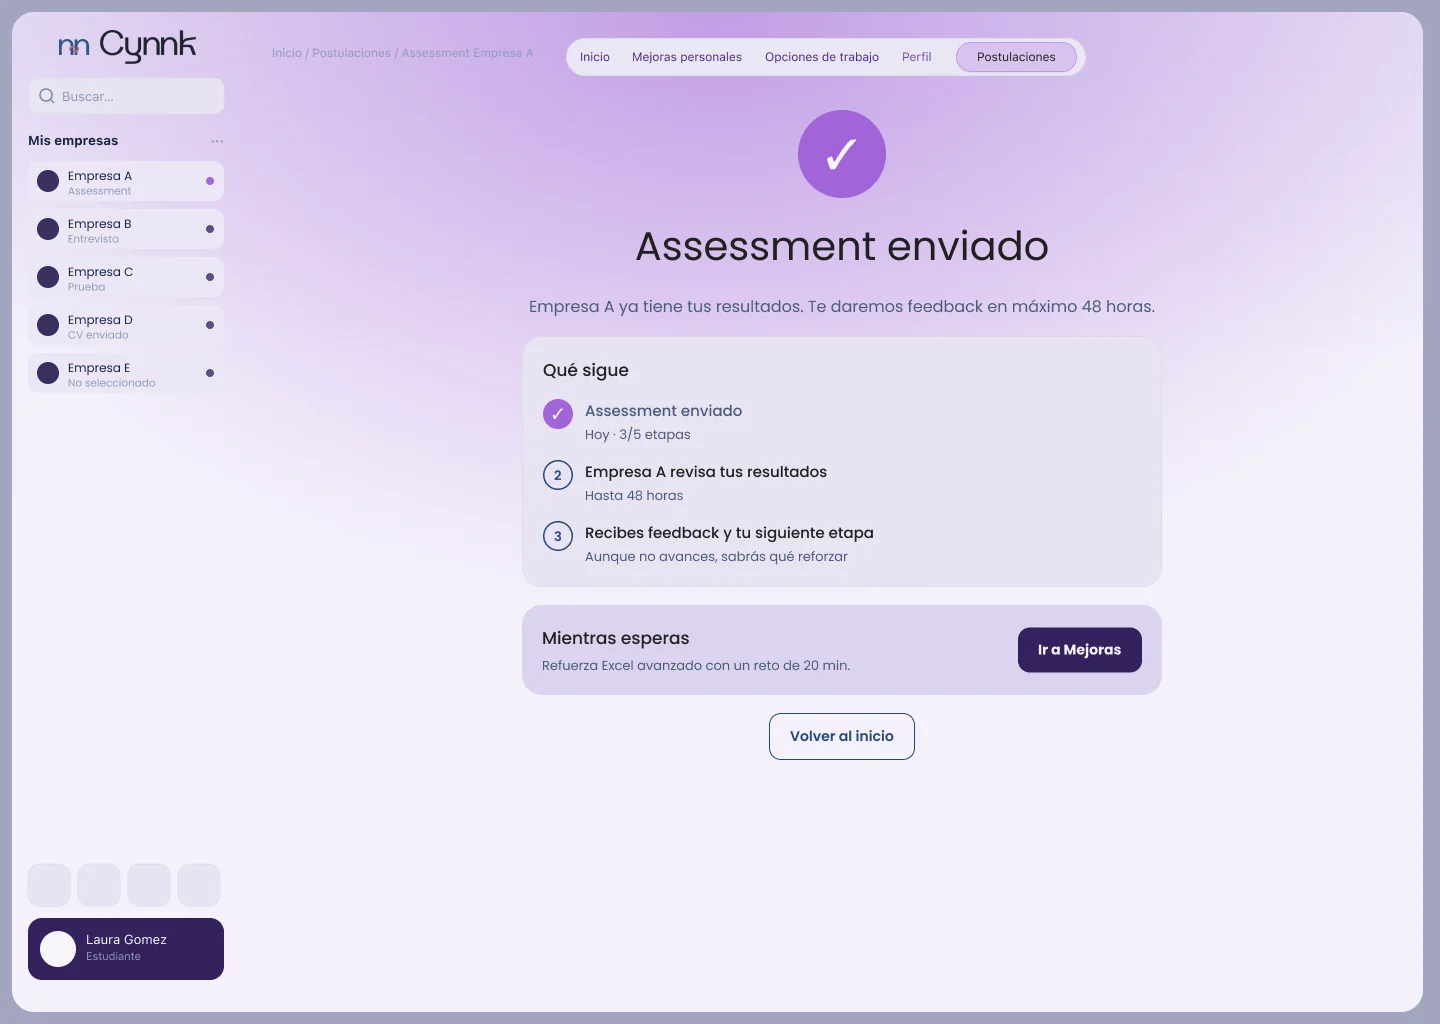 Cynnk
Inicio / Postulaciones / Assessment Empresa A
Inicio
Mejoras personales
Opciones de trabajo
Perfil
Postulaciones
Buscar...
Mis empresas
Empresa A
Assessment
Empresa B
Entrevista
Empresa C
Prueba
Empresa D
CV enviado
Empresa E
No seleccionado
Laura Gomez
Estudiante
Assessment enviado
Empresa A ya tiene tus resultados. Te daremos feedback en máximo 48 horas.
Qué sigue
Assessment enviado
Hoy · 3/5 etapas
2
Empresa A revisa tus resultados
Hasta 48 horas
3
Recibes feedback y tu siguiente etapa
Aunque no avances, sabrás qué reforzar
Mientras esperas
Refuerza Excel avanzado con un reto de 20 min.
Ir a Mejoras
Volver al inicio